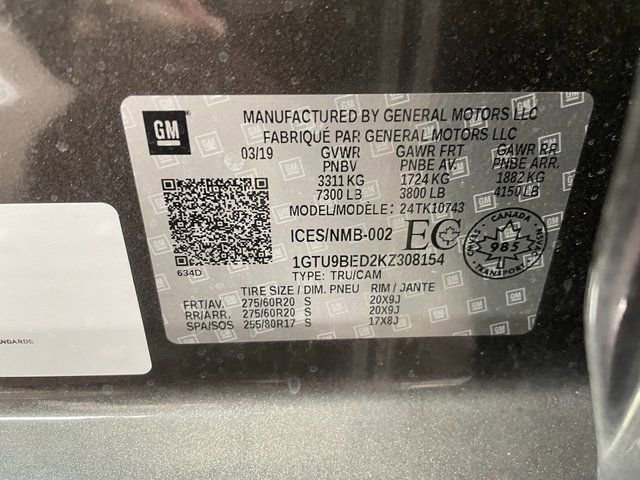 GM
MANUFACTURED BY GENERAL MOTORS LLC
FABRIQUÉ PAR GENERAL MOTORS LLC
03/19 GVWR GAWR FRT GAWR RR
PNBV PNBE AV. PNBE ARR.
3311 KG 1724 KG 1882 KG
7300 LB 3800 LB 4150 LB
MODEL/MODÈLE: 24TK10743
ICES/NMB-002 EC
CANADA
985
634D
1GTU9BED2KZ308154
TYPE: TRU/CAM
TIRE SIZE / DIM. PNEU RIM / JANTE
FRT/AV. 275/60R20 S 20X9J
RR/ARR. 275/60R20 S 20X9J
SPA/SOS 255/80R17 S 17X8J